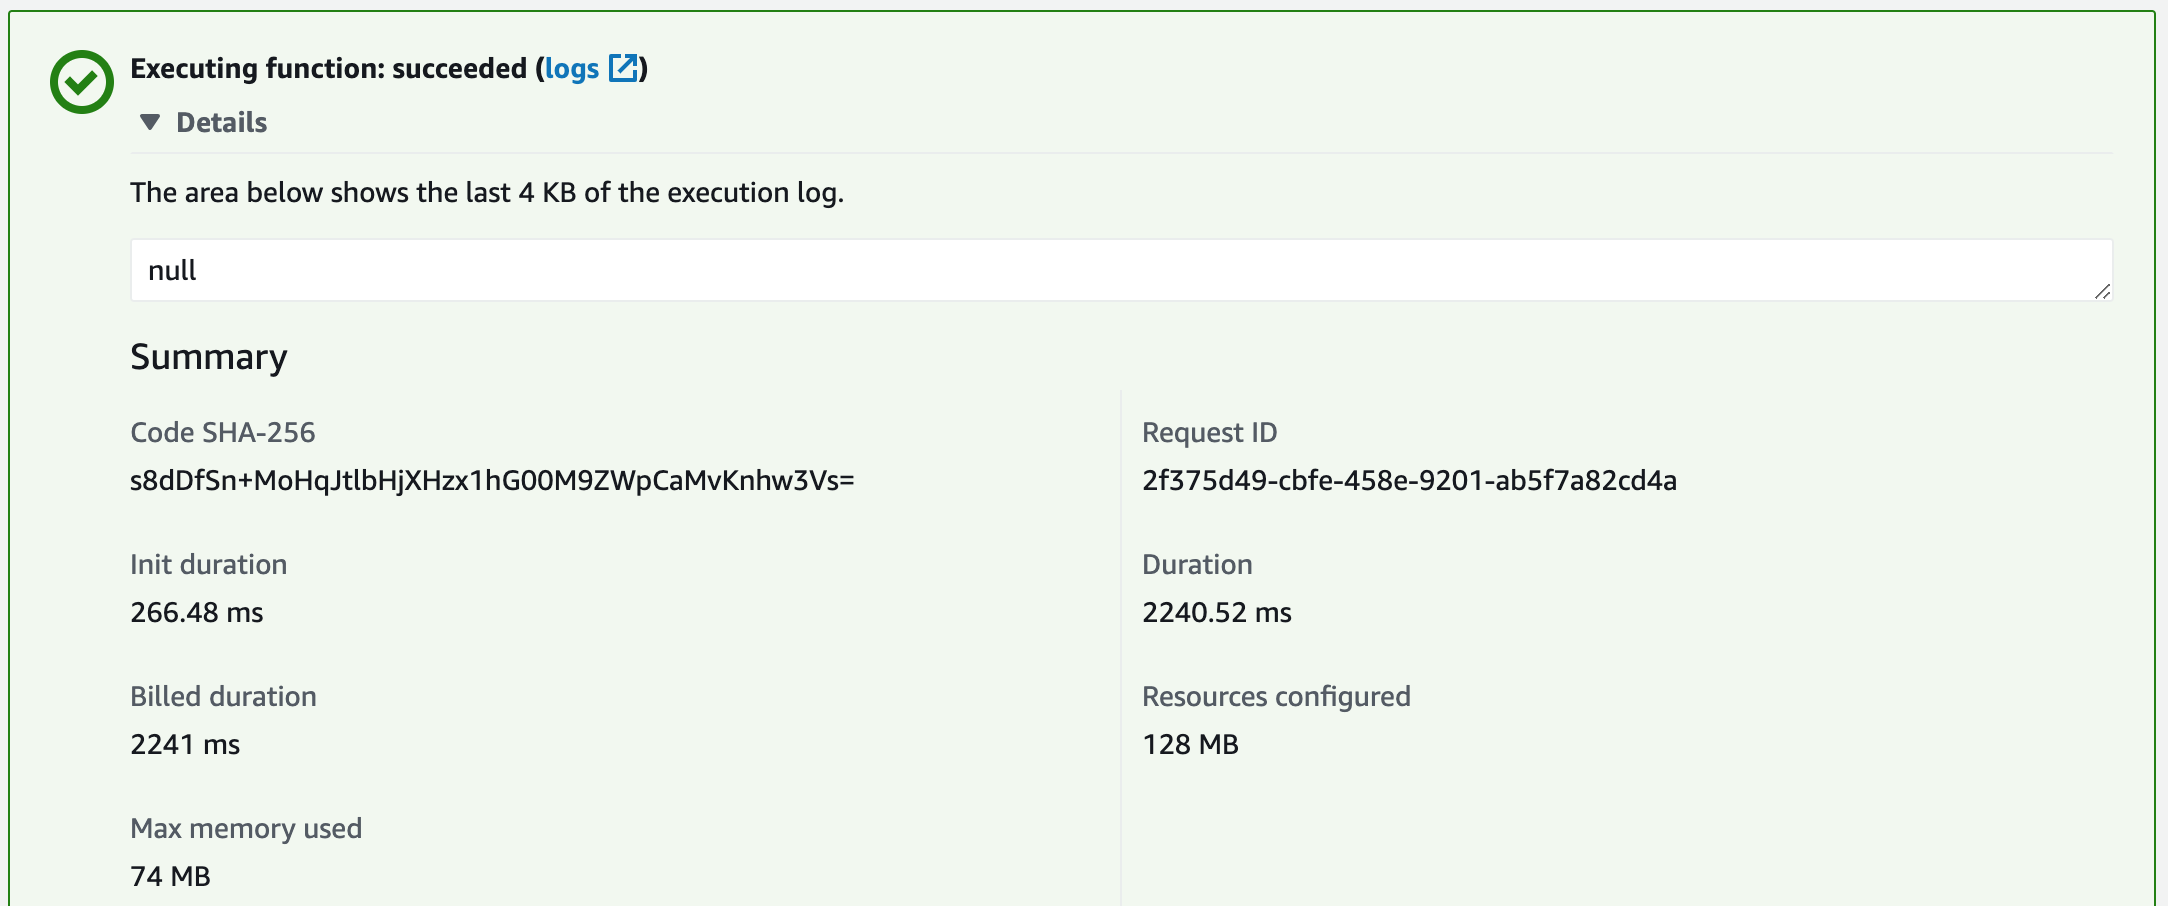 Executing function: succeeded (logs)
Details
The area below shows the last 4 KB of the execution log.
null
Summary
Code SHA-256
s8dDfSn+MoHqJtlbHjXHzx1hG00M9ZWpCaMvKnhw3Vs=
Request ID
2f375d49-cbfe-458e-9201-ab5f7a82cd4a
Init duration
266.48 ms
Duration
2240.52 ms
Billed duration
2241 ms
Resources configured
128 MB
Max memory used
74 MB